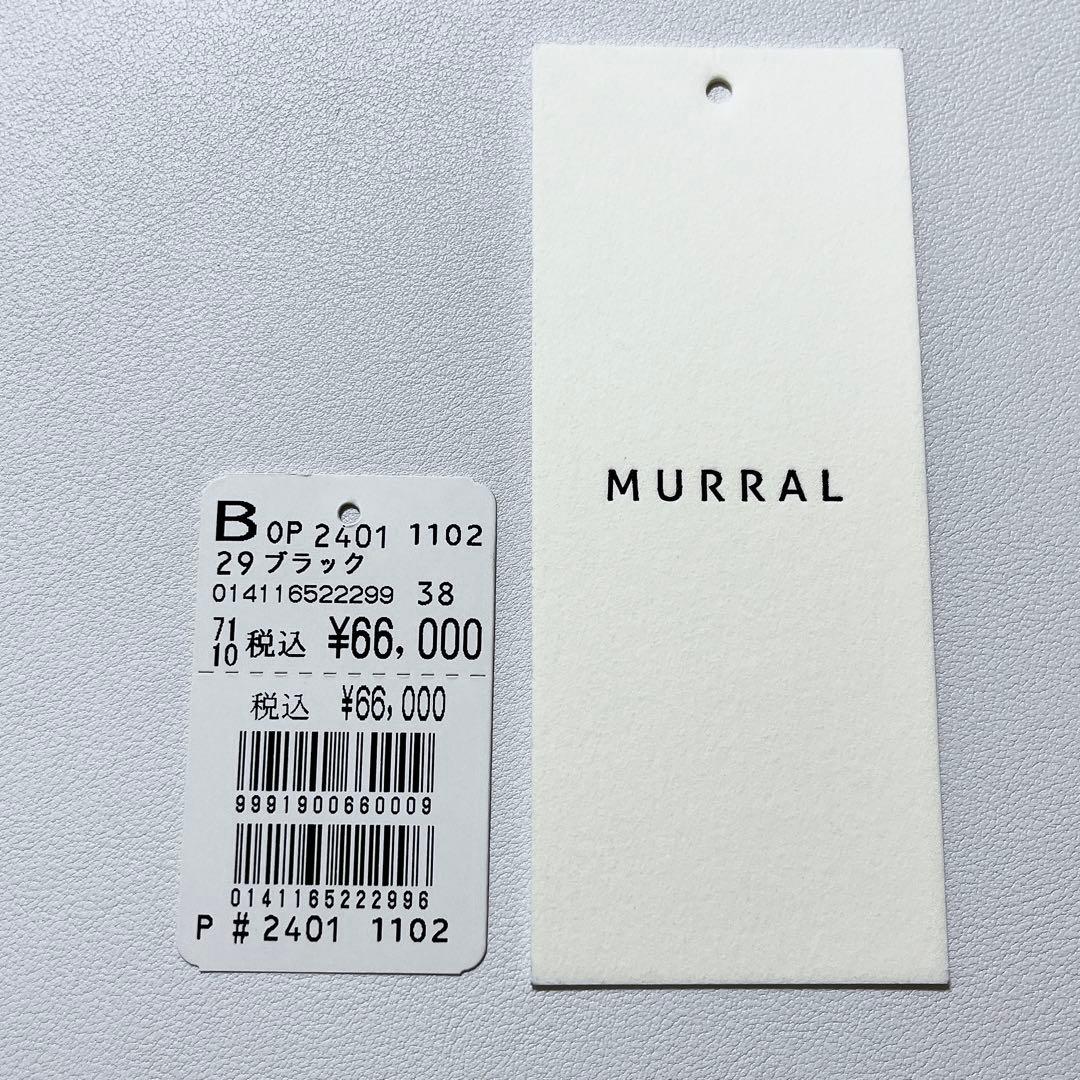 B OP 2401 1102
29 ブラック
014116522299 38
71
10 税込 ¥66,000
税込 ¥66,000
9991900660009
0141165222996
P # 2401 1102
MURRAL